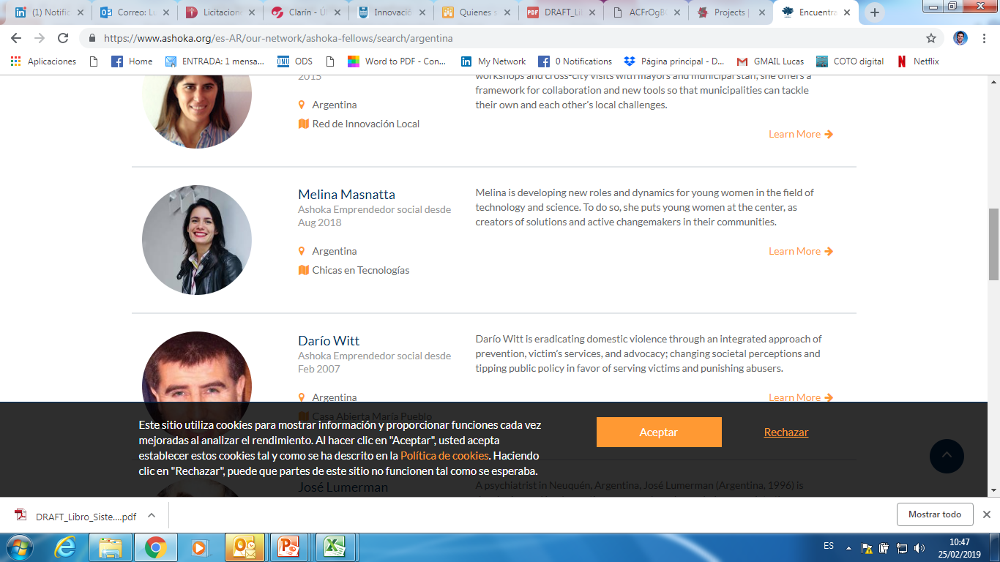 (1) Notific
Correo: Lu
Licitacione
Clarín - Úl
Innovació
Quienes s
DRAFT_Li
ACFrOgB
Projects |
Encuentra
https://www.ashoka.org/es-AR/our-network/ashoka-fellows/search/argentina
Aplicaciones
Home
ENTRADA: 1 mensa...
ODS
Word to PDF - Con...
My Network
0 Notifications
Página principal - D...
GMAIL Lucas
COTO digital
Netflix
2015
Argentina
Red de Innovación Local
workshops and cross-city visits with mayors and municipal staff, she offers a
framework for collaboration and new tools so that municipalities can tackle
their own and each other's local challenges.
Learn More
Melina Masnatta
Ashoka Emprendedor social desde
Aug 2018
Argentina
Chicas en Tecnologías
Melina is developing new roles and dynamics for young women in the field of
technology and science. To do so, she puts young women at the center, as
creators of solutions and active changemakers in their communities.
Learn More
Darío Witt
Ashoka Emprendedor social desde
Feb 2007
Argentina
Casa Abierta María Pueblo
Darío Witt is eradicating domestic violence through an integrated approach of
prevention, victim's services, and advocacy; changing societal perceptions and
tipping public policy in favor of serving victims and punishing abusers.
Learn More
Este sitio utiliza cookies para mostrar información y proporcionar funciones cada vez
mejoradas al analizar el rendimiento. Al hacer clic en "Aceptar", usted acepta
establecer estos cookies tal y como se ha descrito en la Política de cookies. Haciendo
clic en "Rechazar", puede que partes de este sitio no funcionen tal como se esperaba.
Aceptar
Rechazar
José Lumerman
A psychiatrist in Neuquén, Argentina, José Lumerman (Argentina, 1996) is
DRAFT_Libro_Siste....pdf
Mostrar todo
ES
10:47
25/02/2019